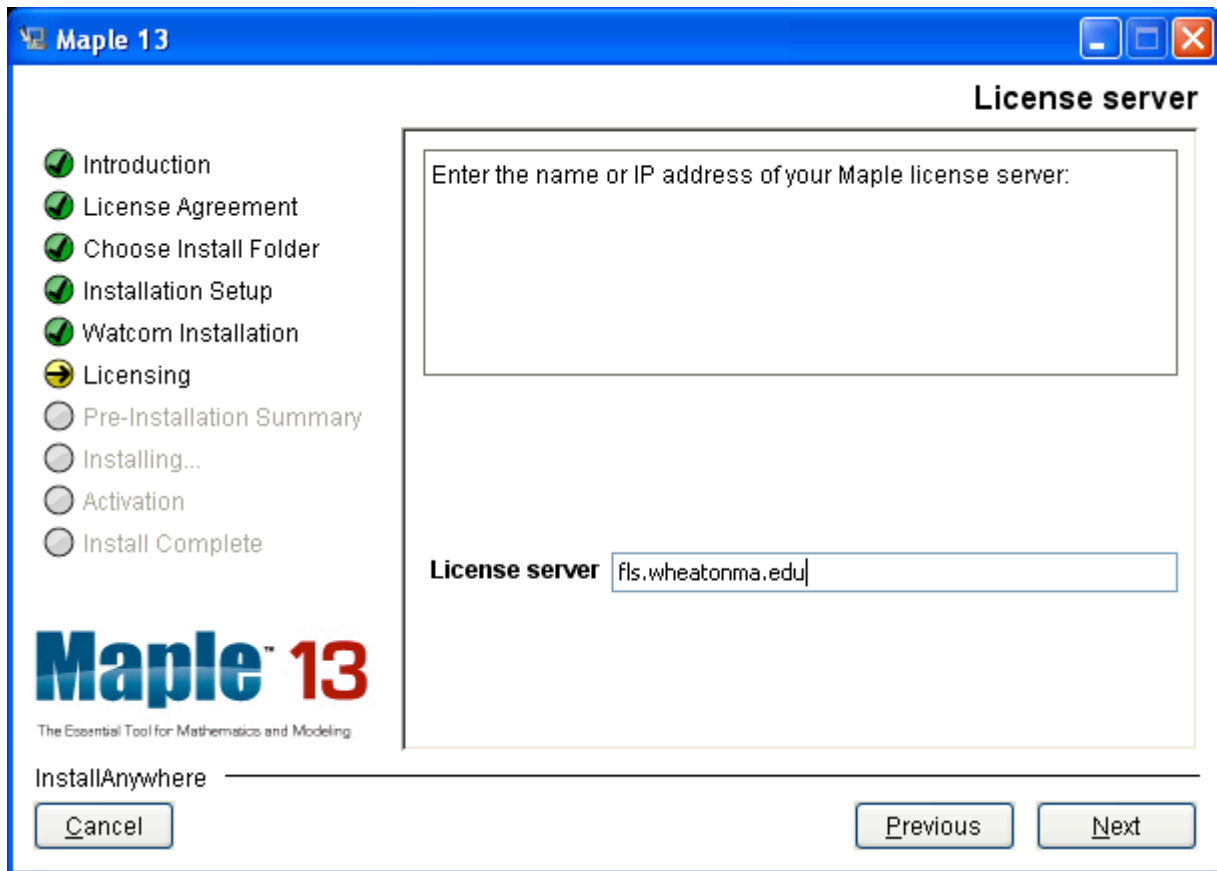 Maple 13
License server
Introduction
License Agreement
Choose Install Folder
Installation Setup
Watcom Installation
Licensing
Pre-Installation Summary
Installing...
Activation
Install Complete
Enter the name or IP address of your Maple license server:
License server fls.wheatonma.edu
Maple™ 13
The Essential Tool for Mathematics and Modeling
InstallAnywhere
Cancel Previous Next